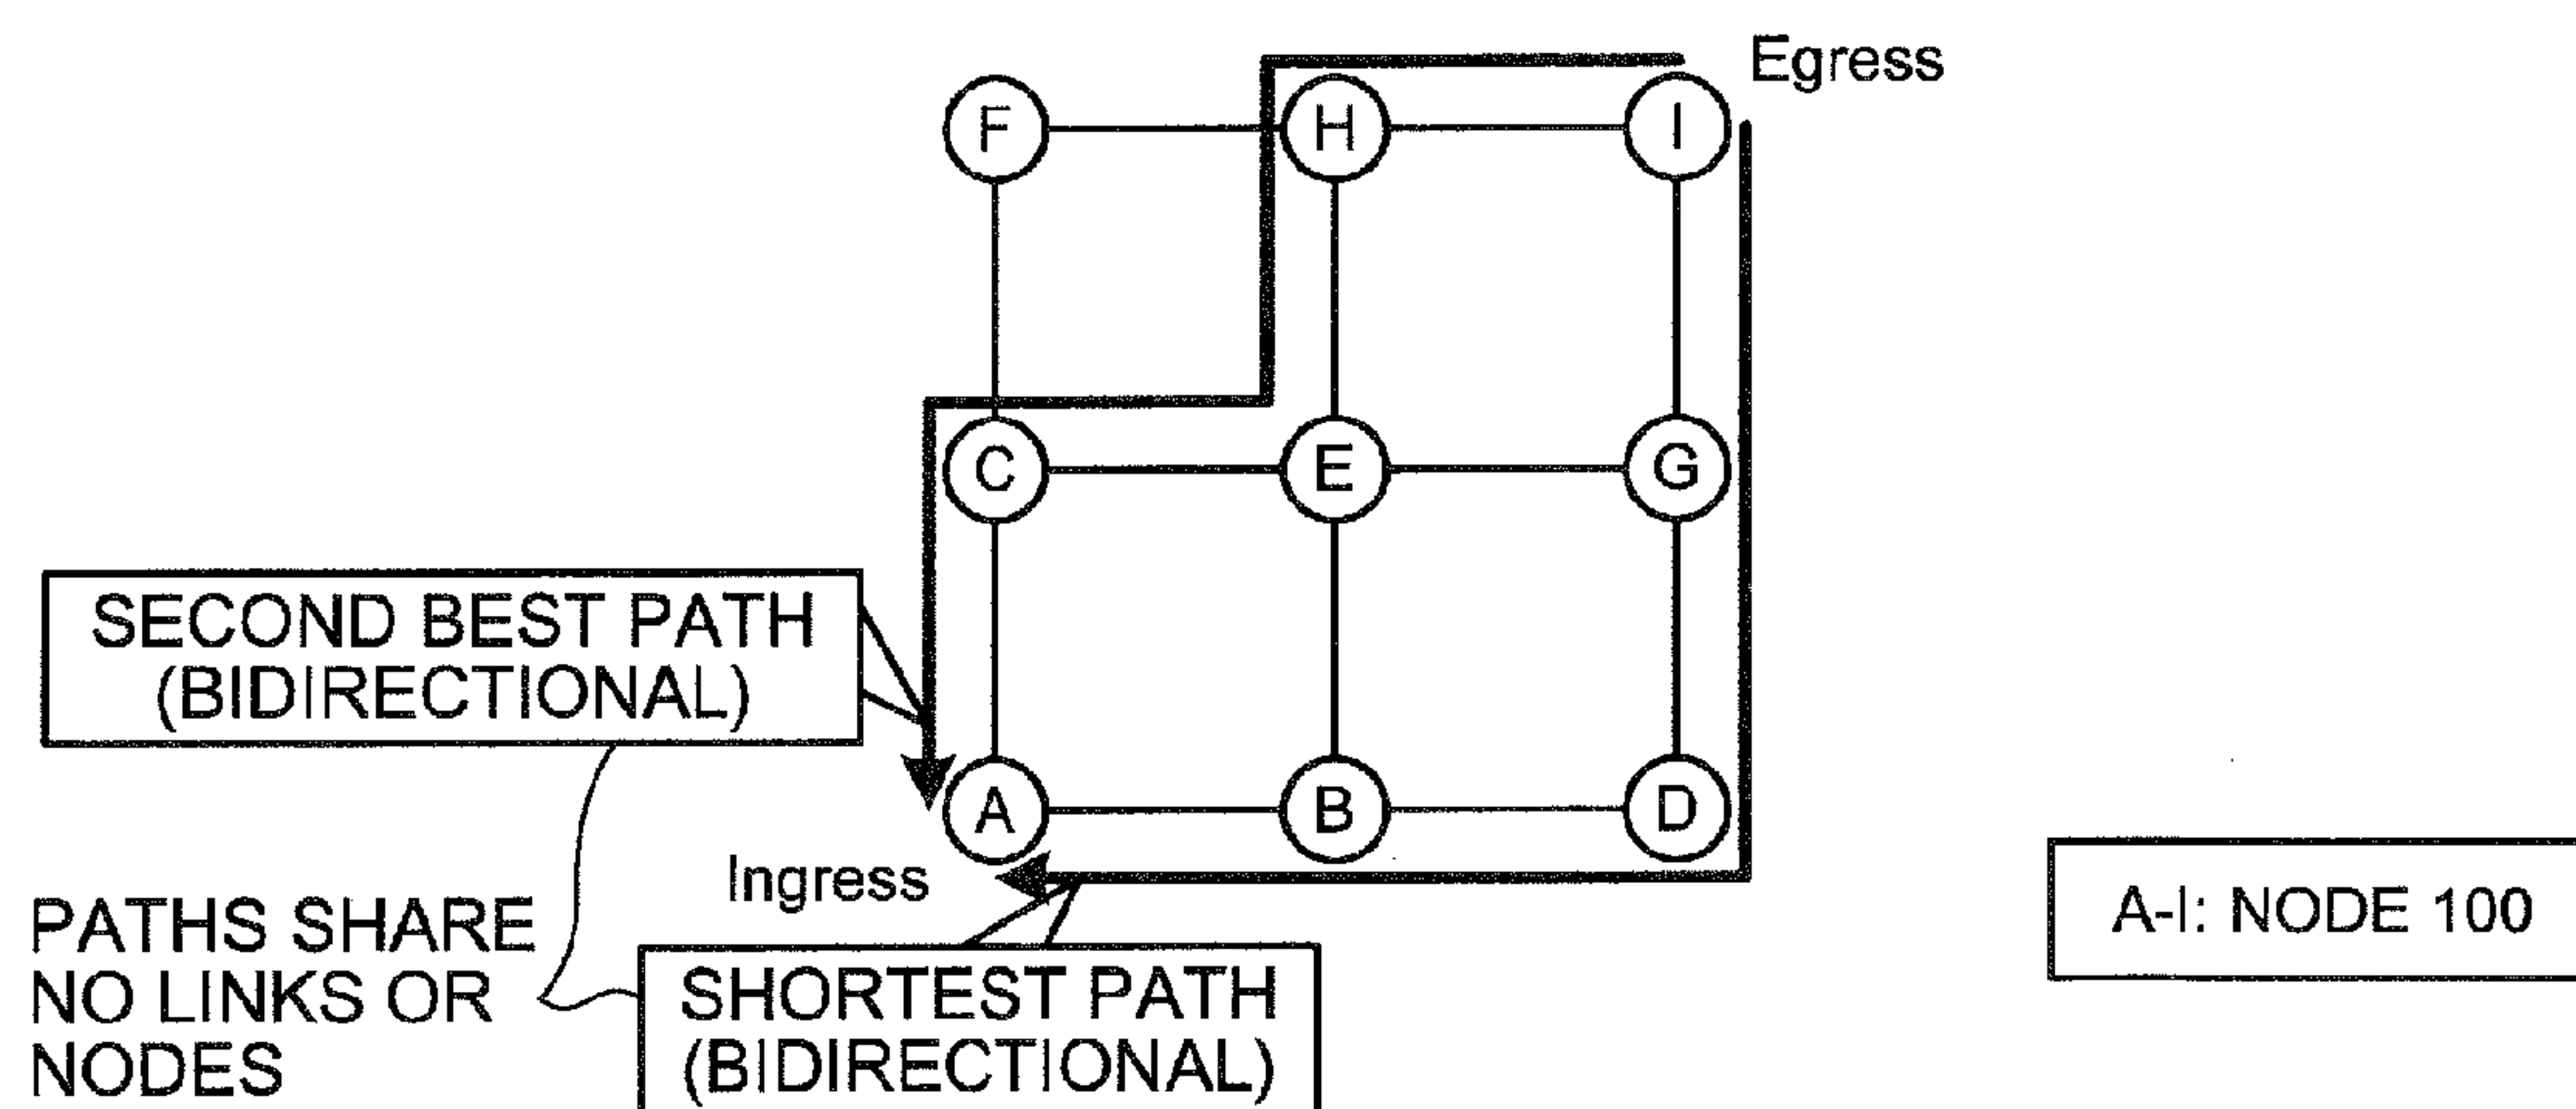 Egress
F
H
I
C
E
G
SECOND BEST PATH
(BIDIRECTIONAL)
A
B
D
Ingress
PATHS SHARE
NO LINKS OR
NODES
SHORTEST PATH
(BIDIRECTIONAL)
A-I: NODE 100